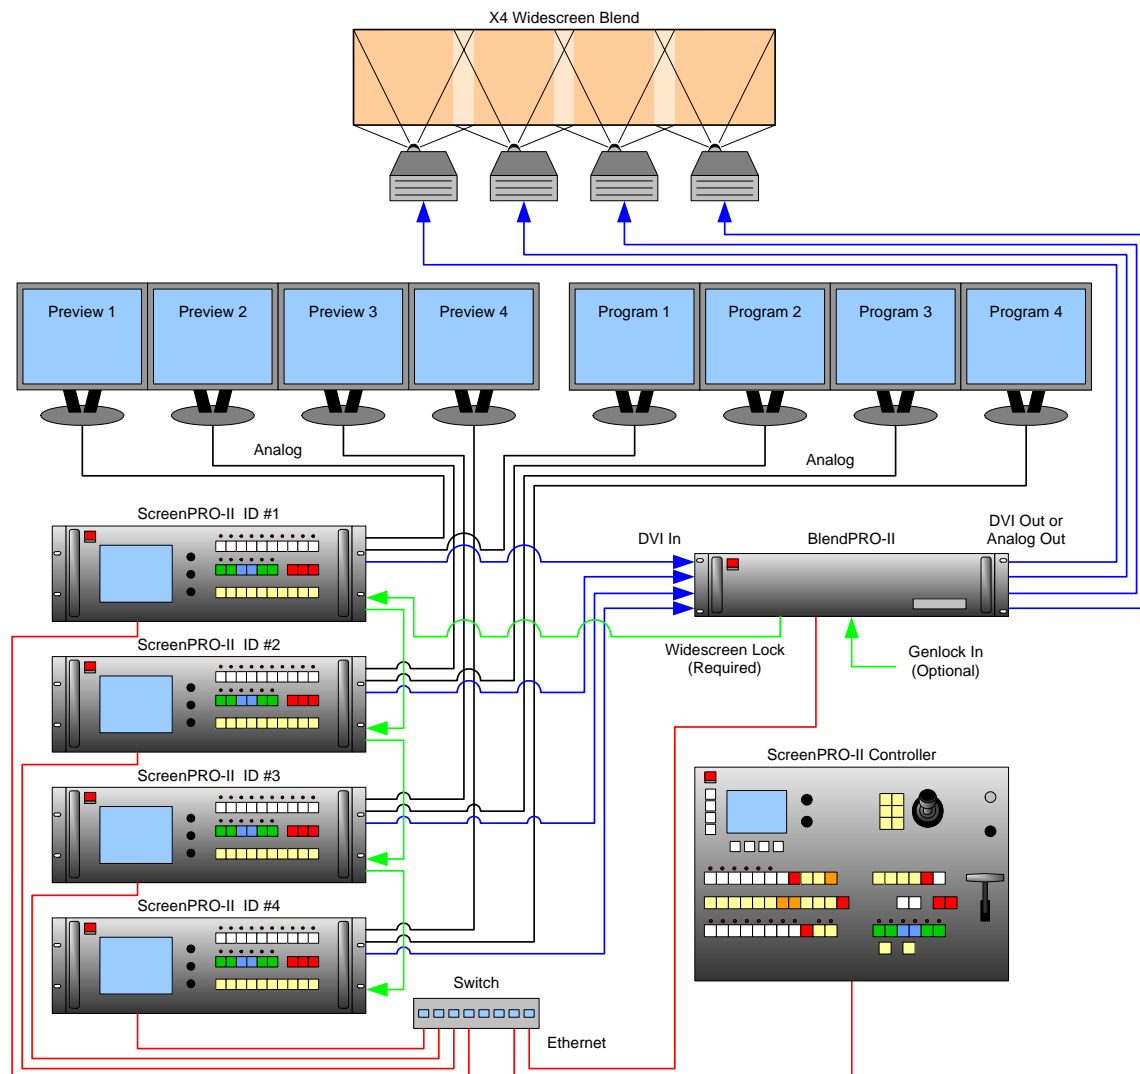 X4 Widescreen Blend
Preview 1
Preview 2
Preview 3
Preview 4
Program 1
Program 2
Program 3
Program 4
Analog
Analog
ScreenPRO-II  ID #1
DVI In
BlendPRO-II
DVI Out or
Analog Out
ScreenPRO-II  ID #2
Widescreen Lock
(Required)
Genlock In
(Optional)
ScreenPRO-II  ID #3
ScreenPRO-II Controller
ScreenPRO-II  ID #4
Switch
Ethernet